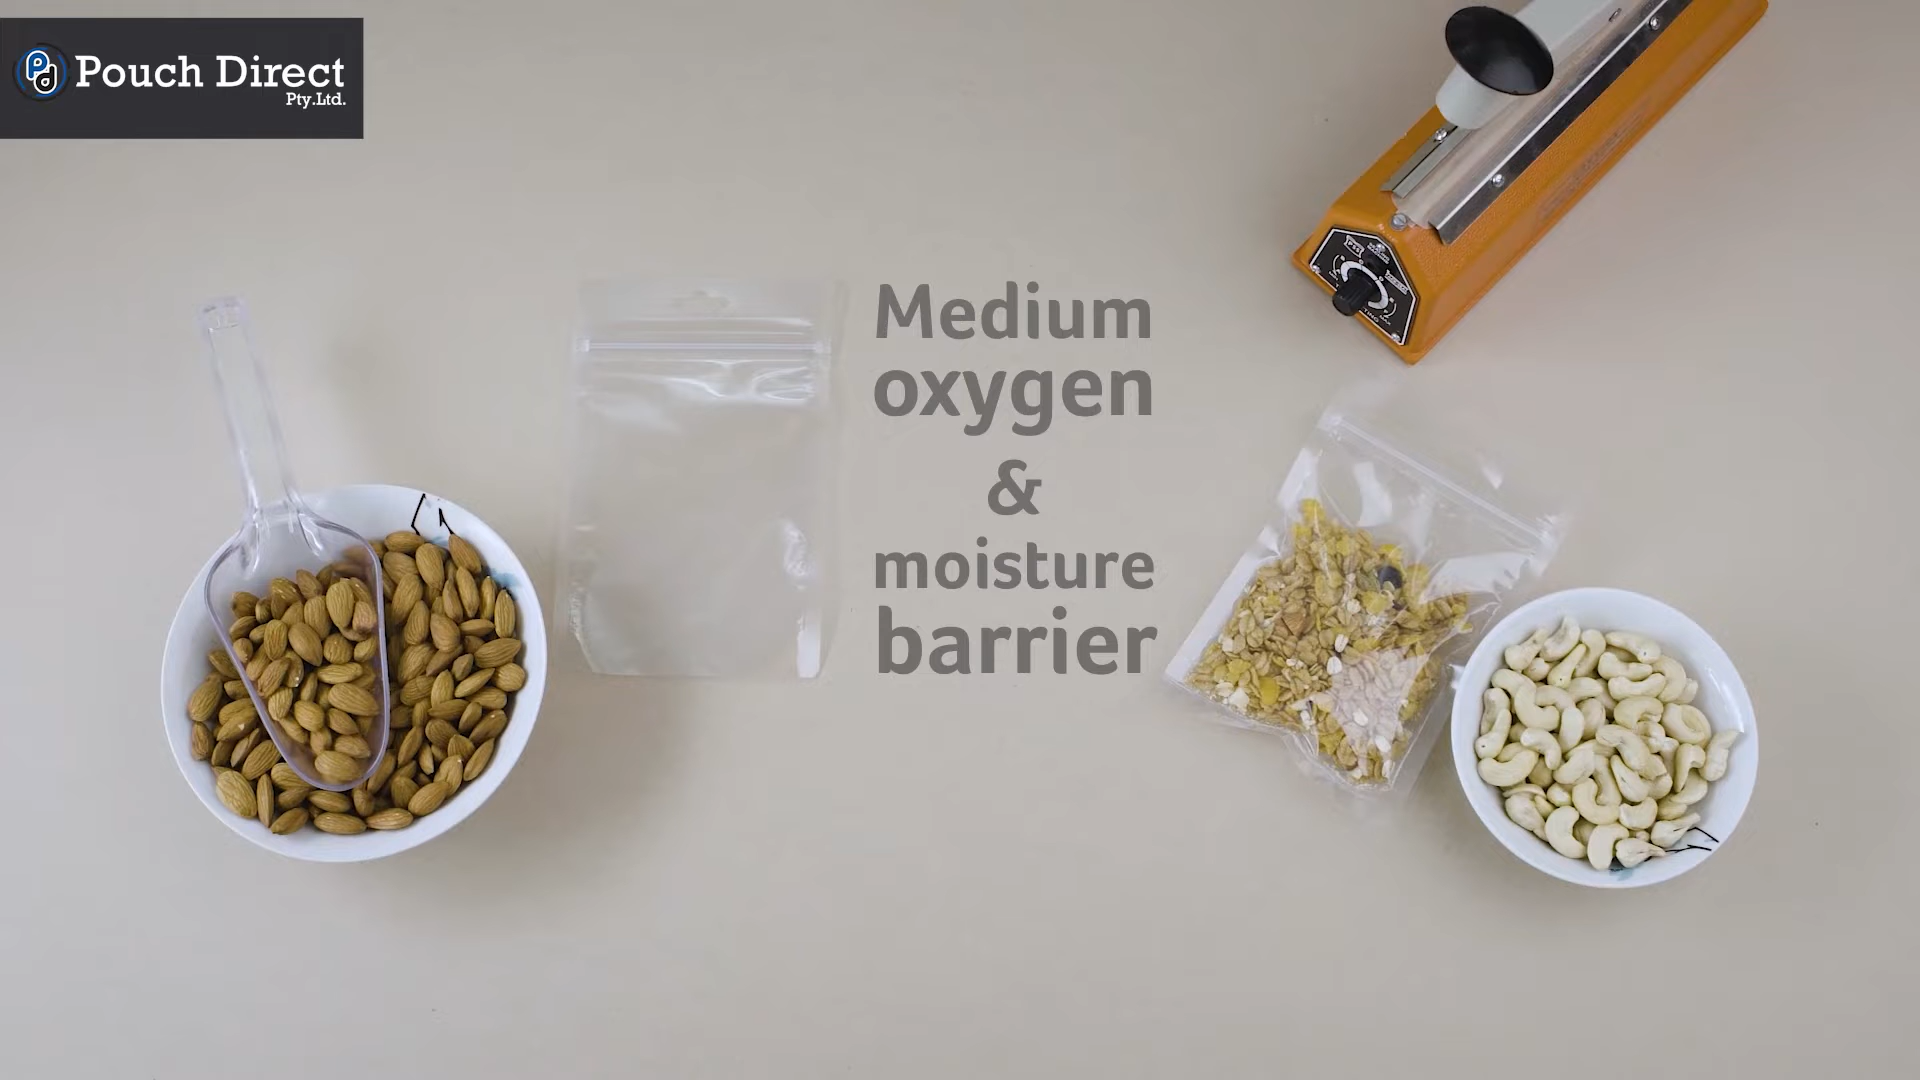 Pouch Direct
Pty.Ltd.
Medium
oxygen
&
moisture
barrier